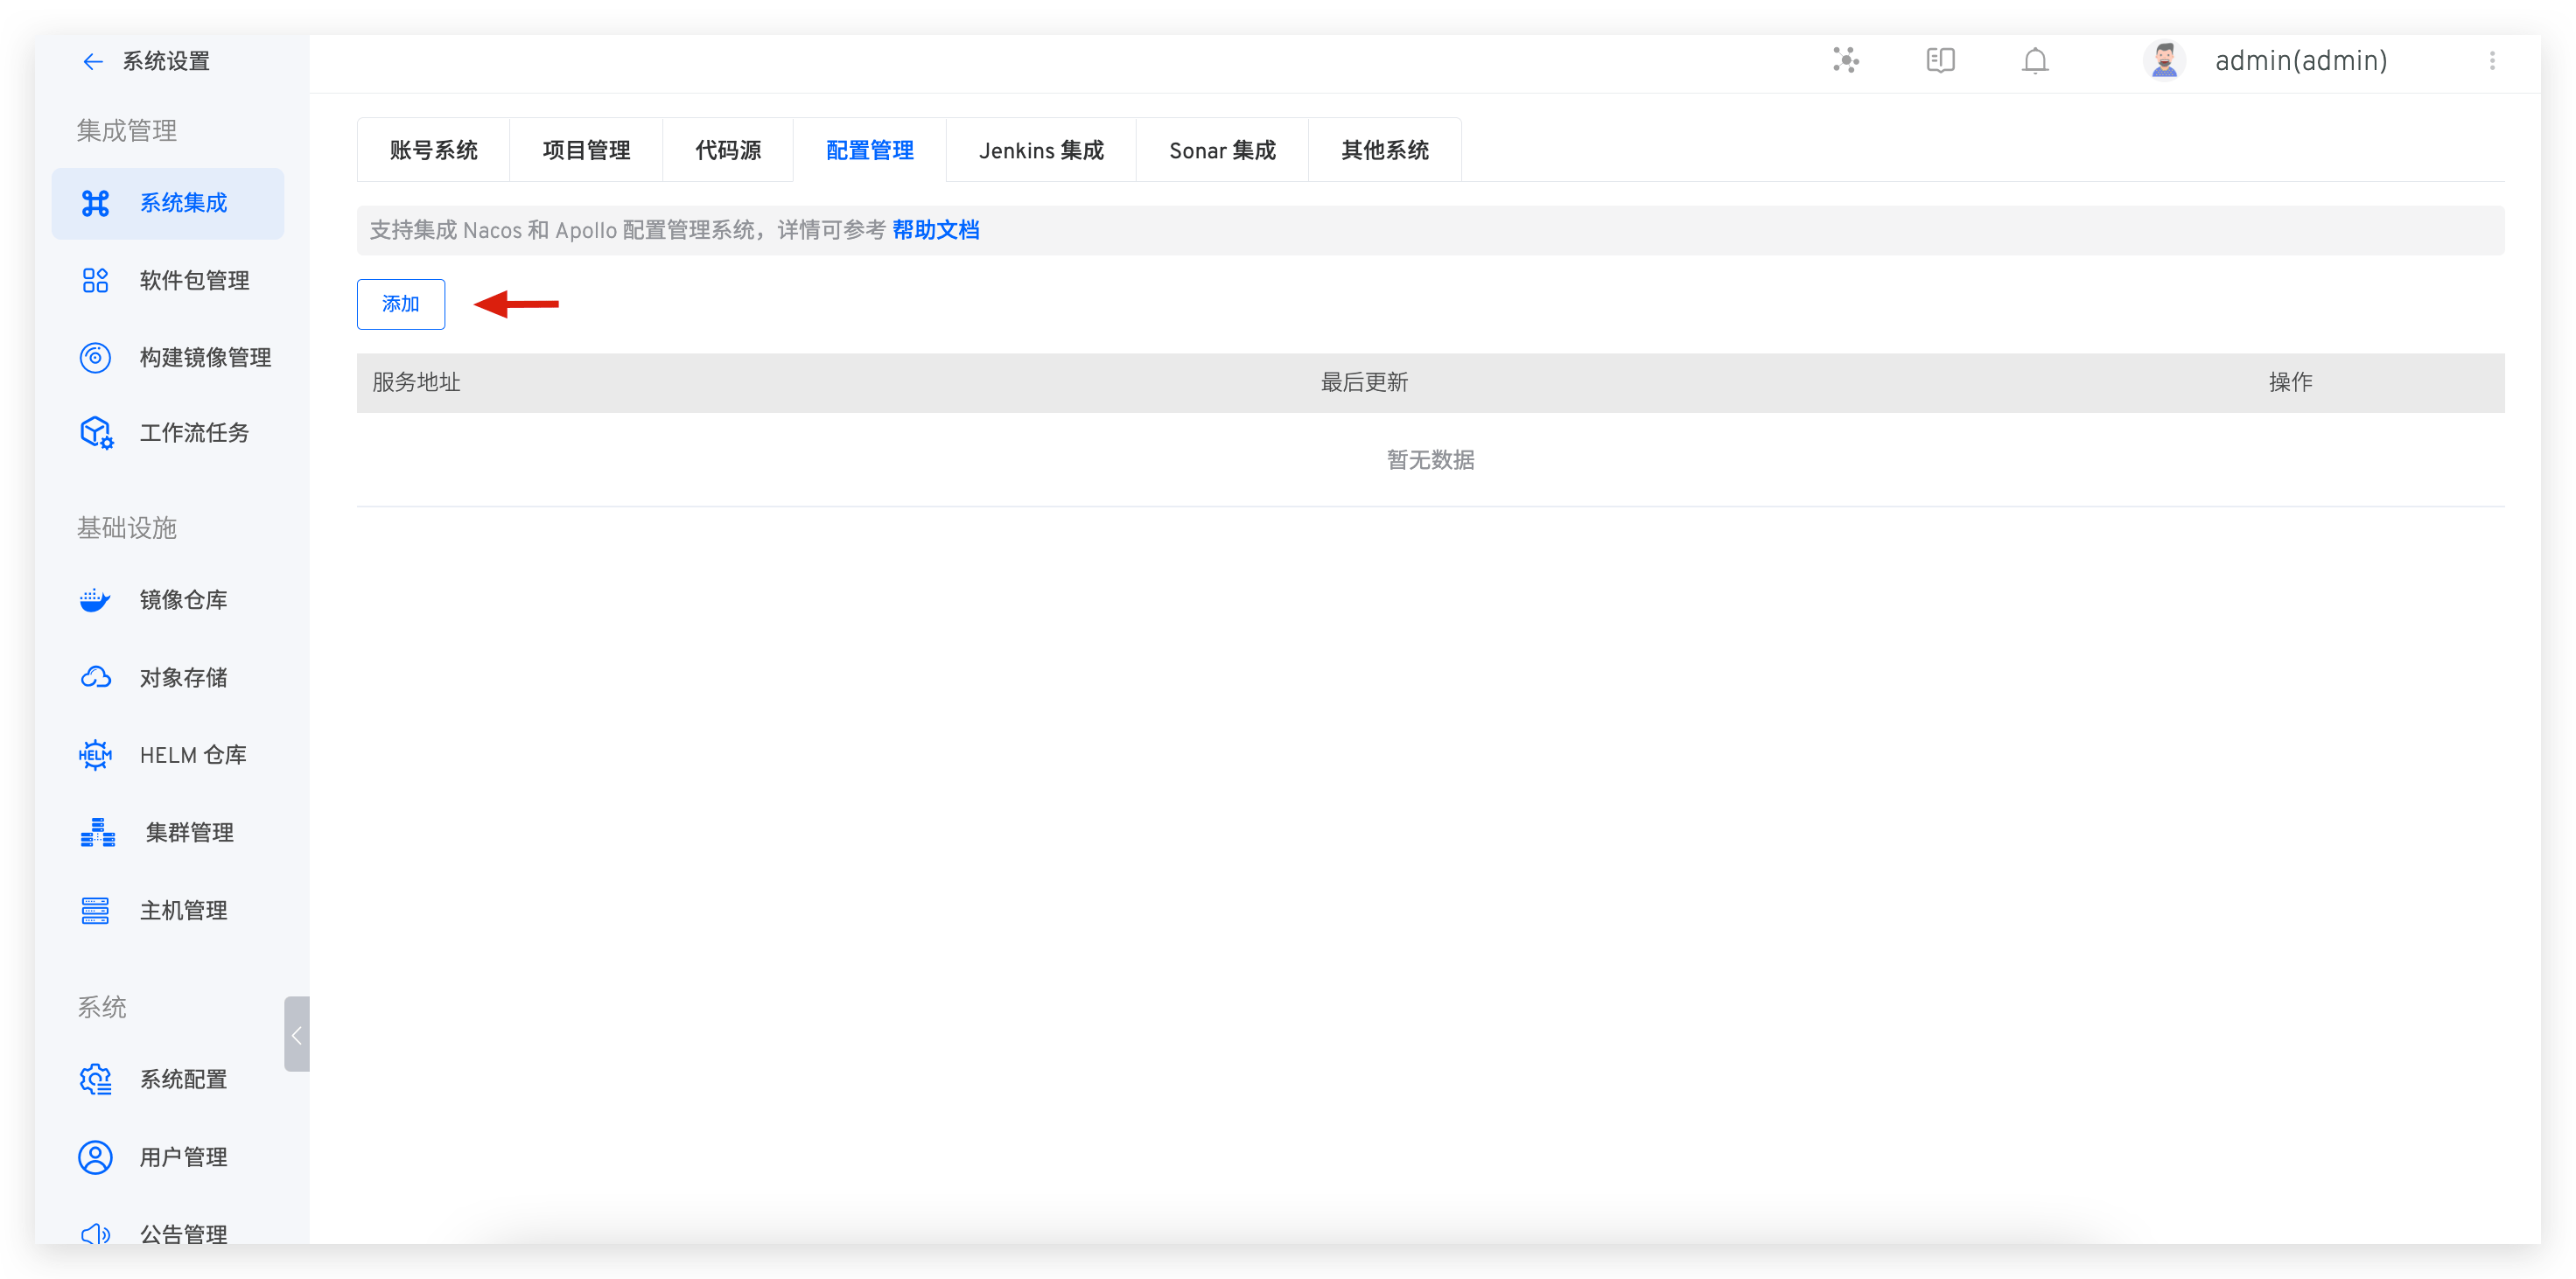 系统设置
admin(admin)
集成管理
系统集成
软件包管理
构建镜像管理
工作流任务
基础设施
镜像仓库
对象存储
HELM
HELM 仓库
集群管理
主机管理
系统
系统配置
用户管理
公告管理
账号系统
项目管理
代码源
配置管理
Jenkins 集成
Sonar 集成
其他系统
支持集成 Nacos 和 Apollo 配置管理系统，详情可参考 帮助文档
添加
服务地址
最后更新
操作
暂无数据